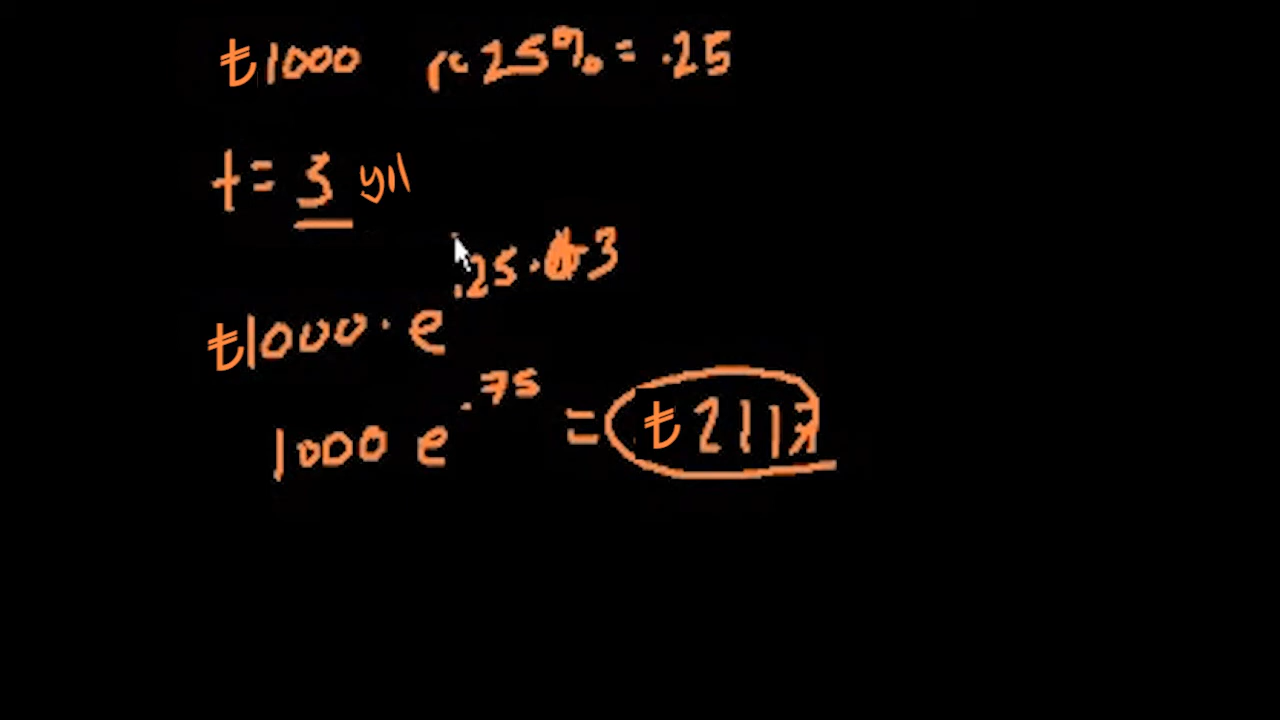 ₺1000 r= 25% = .25
t= 3 yıl
₺1000 · e^.25·3
1000 e^.75 = ₺2117